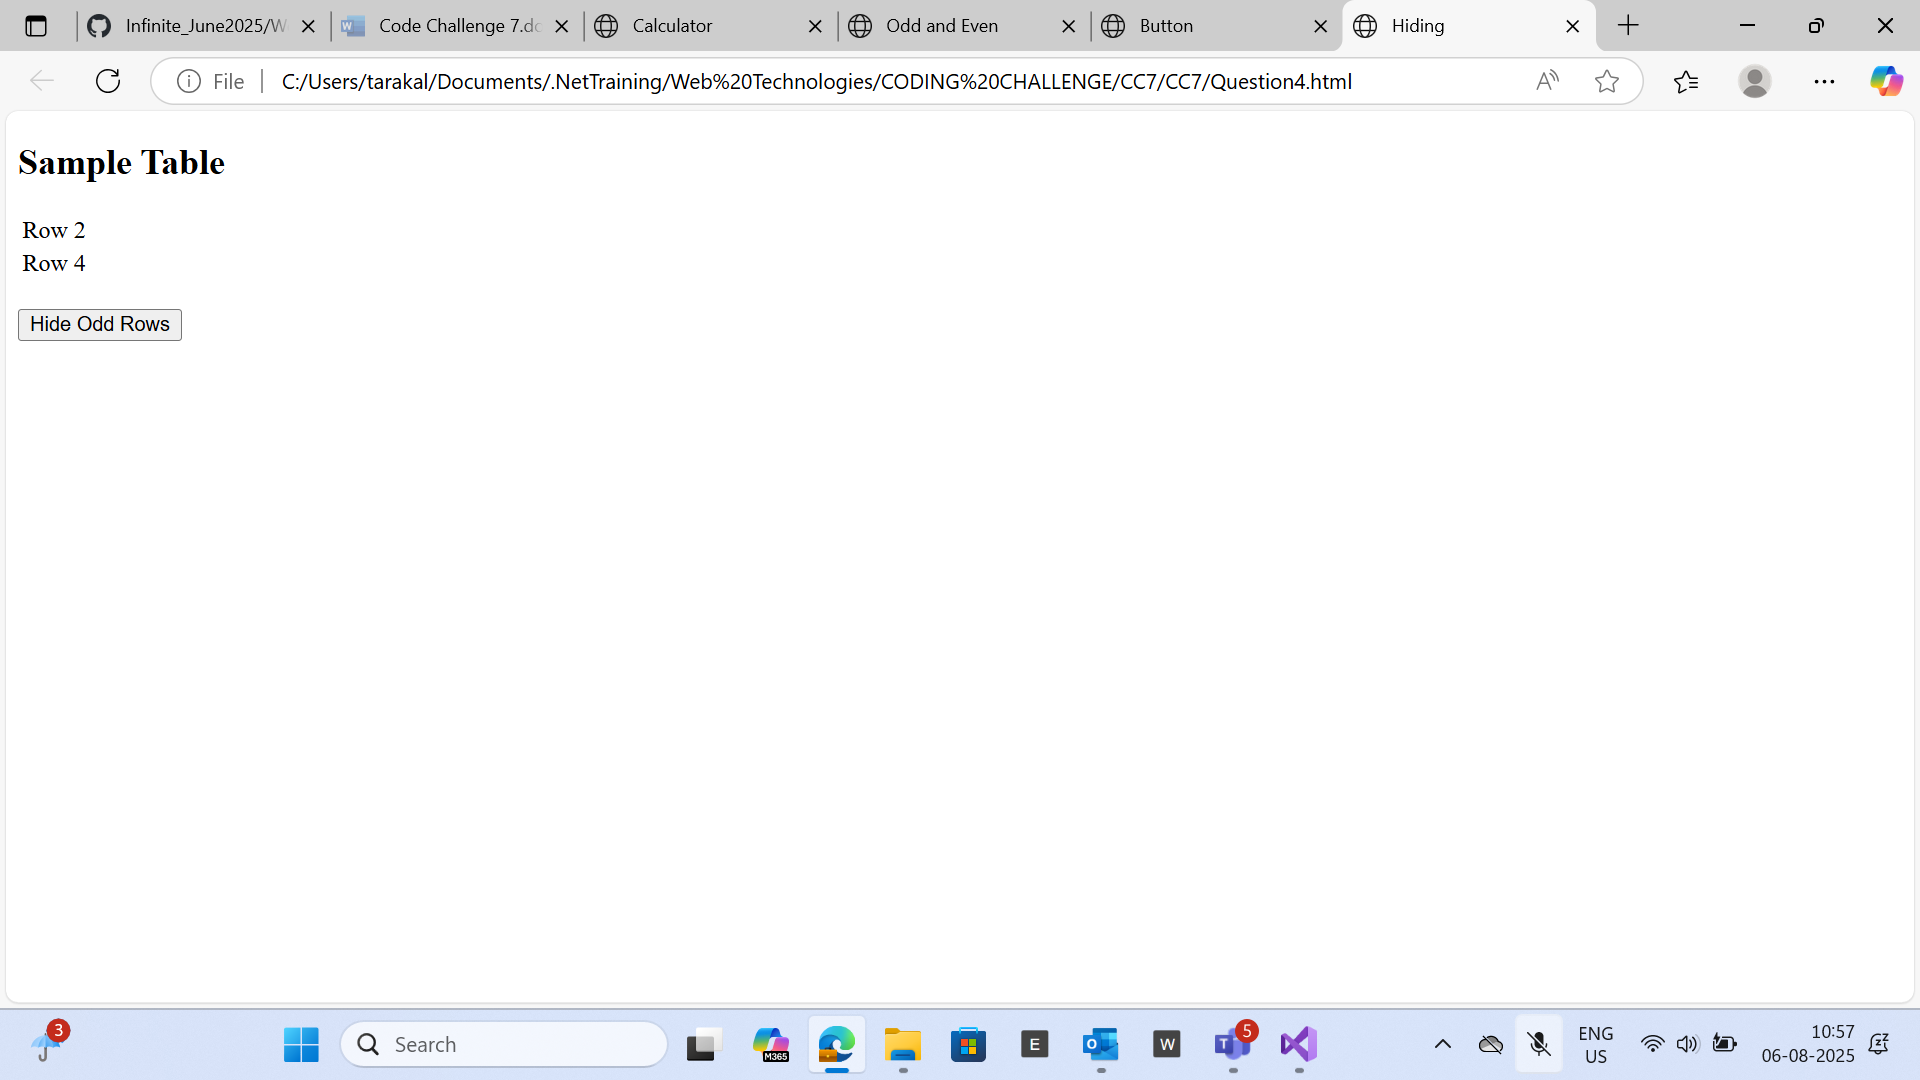 Infinite_June2025/W
Code Challenge 7.dc
Calculator
Odd and Even
Button
Hiding
File
C:/Users/tarakal/Documents/.NetTraining/Web%20Technologies/CODING%20CHALLENGE/CC7/CC7/Question4.html
Sample Table
Row 2
Row 4
Hide Odd Rows
3
Search
M365
E
O
W
T
5
ENG
US
10:57
06-08-2025